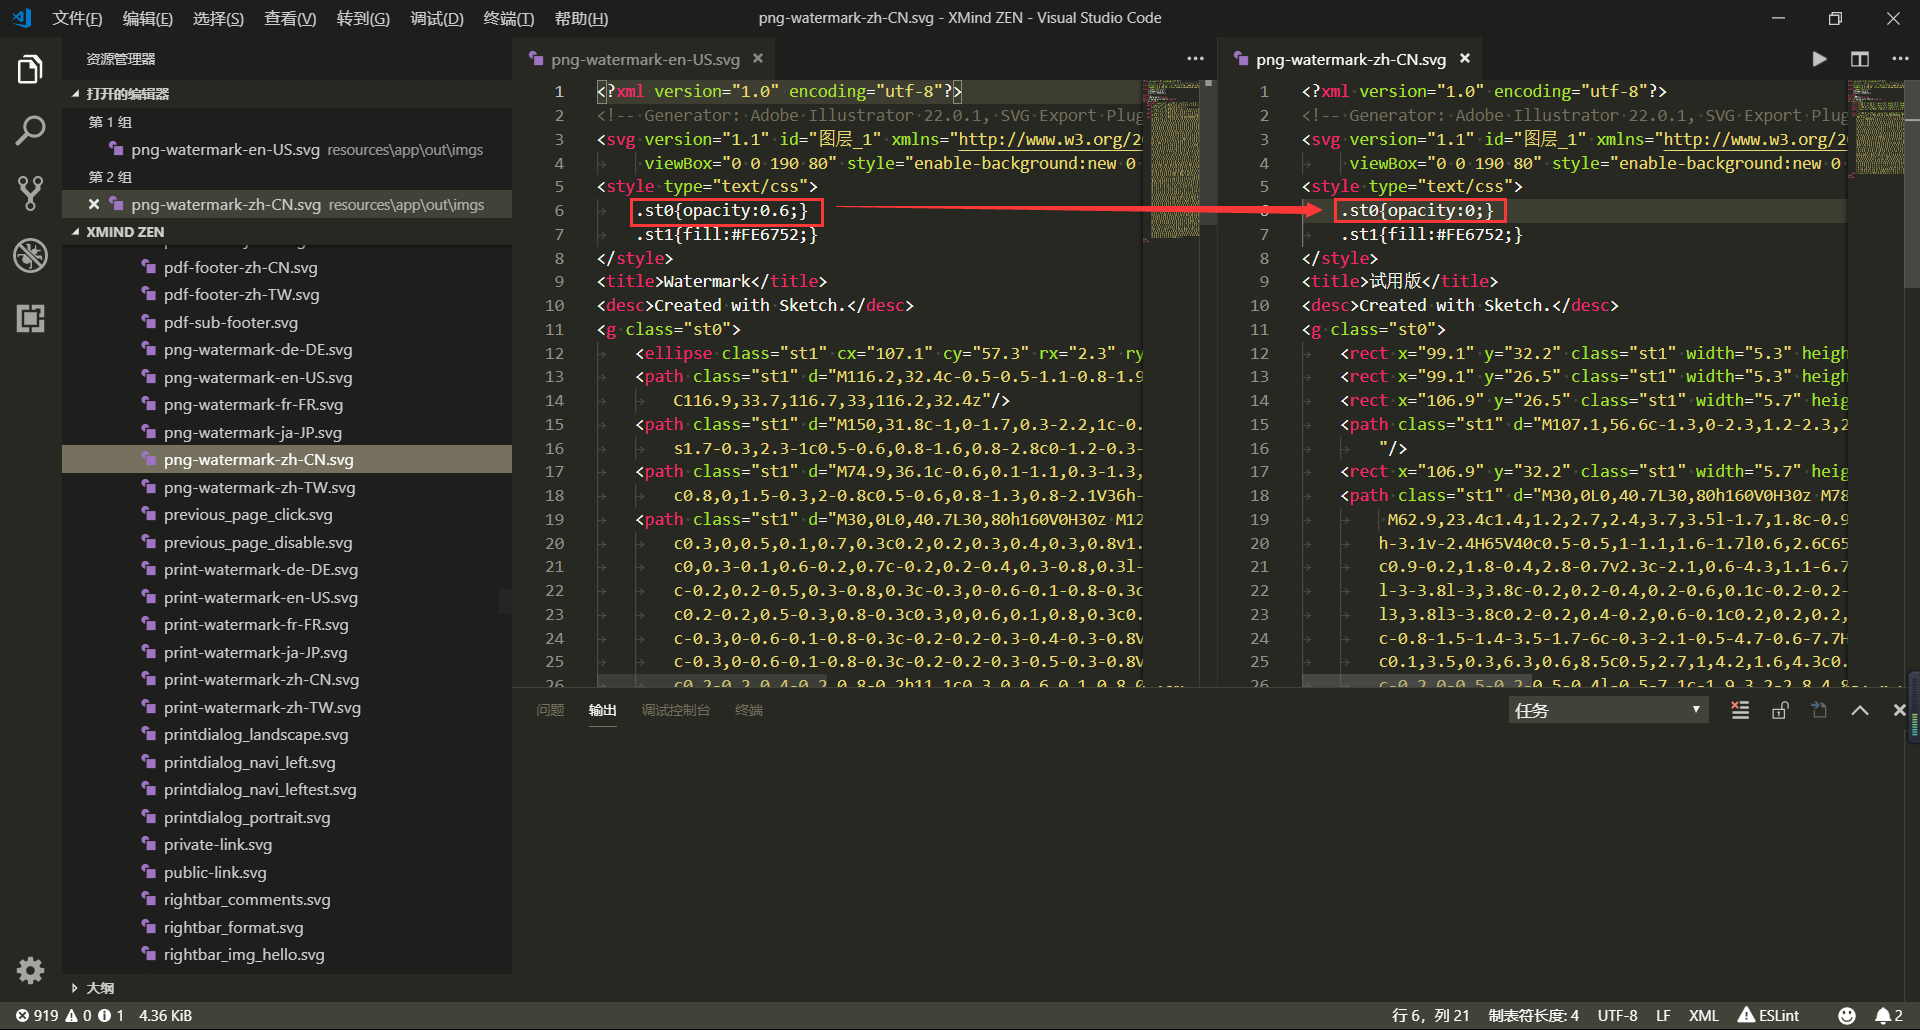 文件(F) 编辑(E) 选择(S) 查看(V) 转到(G) 调试(D) 终端(T) 帮助(H) png-watermark-zh-CN.svg - XMind ZEN - Visual Studio Code
资源管理器
打开的编辑器
第 1 组
png-watermark-en-US.svg resources\app\out\imgs
第 2 组
png-watermark-zh-CN.svg resources\app\out\imgs
XMIND ZEN
pdf-footer-zh-CN.svg
pdf-footer-zh-TW.svg
pdf-sub-footer.svg
png-watermark-de-DE.svg
png-watermark-en-US.svg
png-watermark-fr-FR.svg
png-watermark-ja-JP.svg
png-watermark-zh-CN.svg
png-watermark-zh-TW.svg
previous_page_click.svg
previous_page_disable.svg
print-watermark-de-DE.svg
print-watermark-en-US.svg
print-watermark-fr-FR.svg
print-watermark-ja-JP.svg
print-watermark-zh-CN.svg
print-watermark-zh-TW.svg
printdialog_landscape.svg
printdialog_navi_left.svg
printdialog_navi_leftest.svg
printdialog_portrait.svg
private-link.svg
public-link.svg
rightbar_comments.svg
rightbar_format.svg
rightbar_img_hello.svg
大纲
png-watermark-en-US.svg
1 <?xml version="1.0" encoding="utf-8"?>
2 <!-- Generator: Adobe Illustrator 22.0.1, SVG Export Plug
3 <svg version="1.1" id="图层_1" xmlns="http://www.w3.org/2
4 viewBox="0 0 190 80" style="enable-background:new 0
5 <style type="text/css">
6 .st0{opacity:0.6;}
7 .st1{fill:#FE6752;}
8 </style>
9 <title>Watermark</title>
10 <desc>Created with Sketch.</desc>
11 <g class="st0">
12 <ellipse class="st1" cx="107.1" cy="57.3" rx="2.3" ry
13 <path class="st1" d="M116.2,32.4c-0.5-0.5-1.1-0.8-1.9
14 C116.9,33.7,116.7,33,116.2,32.4z"/>
15 <path class="st1" d="M150,31.8c-1,0-1.7,0.3-2.2,1c-0.
16 s1.7-0.3,2.3-1c0.5-0.6,0.8-1.6,0.8-2.8c0-1.2-0.3-
17 <path class="st1" d="M74.9,36.1c-0.6,0.1-1.1,0.3-1.3,
18 c0.8,0,1.5-0.3,2-0.8c0.5-0.6,0.8-1.3,0.8-2.1V36h-
19 <path class="st1" d="M30,0L0,40.7L30,80h160V0H30z M12
20 c0.3,0,0.5,0.1,0.7,0.3c0.2,0.2,0.3,0.4,0.3,0.8v1.
21 c0,0.3-0.1,0.6-0.2,0.7c-0.2,0.2-0.4,0.3-0.8,0.3l-
22 c-0.2,0.2-0.5,0.3-0.8,0.3c-0.3,0-0.6-0.1-0.8-0.3c
23 c0.2-0.2,0.5-0.3,0.8-0.3c0.3,0,0.6,0.1,0.8,0.3c0.
24 c-0.3,0-0.6-0.1-0.8-0.3c-0.2-0.2-0.3-0.4-0.3-0.8V
25 c-0.3,0-0.6-0.1-0.8-0.3c-0.2-0.2-0.3-0.5-0.3-0.8V
26
png-watermark-zh-CN.svg
1 <?xml version="1.0" encoding="utf-8"?>
2 <!-- Generator: Adobe Illustrator 22.0.1, SVG Export Plug
3 <svg version="1.1" id="图层_1" xmlns="http://www.w3.org/2
4 viewBox="0 0 190 80" style="enable-background:new 0
5 <style type="text/css">
6 .st0{opacity:0;}
7 .st1{fill:#FE6752;}
8 </style>
9 <title>试用版</title>
10 <desc>Created with Sketch.</desc>
11 <g class="st0">
12 <rect x="99.1" y="32.2" class="st1" width="5.3" heigh
13 <rect x="99.1" y="26.5" class="st1" width="5.3" heigh
14 <rect x="106.9" y="26.5" class="st1" width="5.7" heig
15 <path class="st1" d="M107.1,56.6c-1.3,0-2.3,1.2-2.3,2
16 "/>
17 <rect x="106.9" y="32.2" class="st1" width="5.7" heig
18 <path class="st1" d="M30,0L0,40.7L30,80h160V0H30z M78
19 M62.9,23.4c1.4,1.2,2.7,2.4,3.7,3.5l-1.7,1.8c-0.9
20 h-3.1v-2.4H65V40c0.5-0.5,1-1.1,1.6-1.7l0.6,2.6C65
21 c0.9-0.2,1.8-0.4,2.8-0.7v2.3c-2.1,0.6-4.3,1.1-6.7
22 l-3-3.8l-3,3.8c-0.2,0.2-0.4,0.2-0.6,0.1c-0.2-0.2-
23 l3,3.8l3-3.8c0.2-0.2,0.4-0.2,0.6-0.1c0.2,0.2,0.2,
24 c-0.8-1.5-1.4-3.5-1.7-6c-0.3-2.1-0.5-4.7-0.6-7.7H
25 c0.1,3.5,0.3,6.3,0.6,8.5c0.5,2.7,1,4.2,1.6,4.3c0.
26
问题 输出 调试控制台 终端 任务
919 0 1 4.36 KiB 行 6，列 21 制表符长度: 4 UTF-8 LF XML ESLint 2